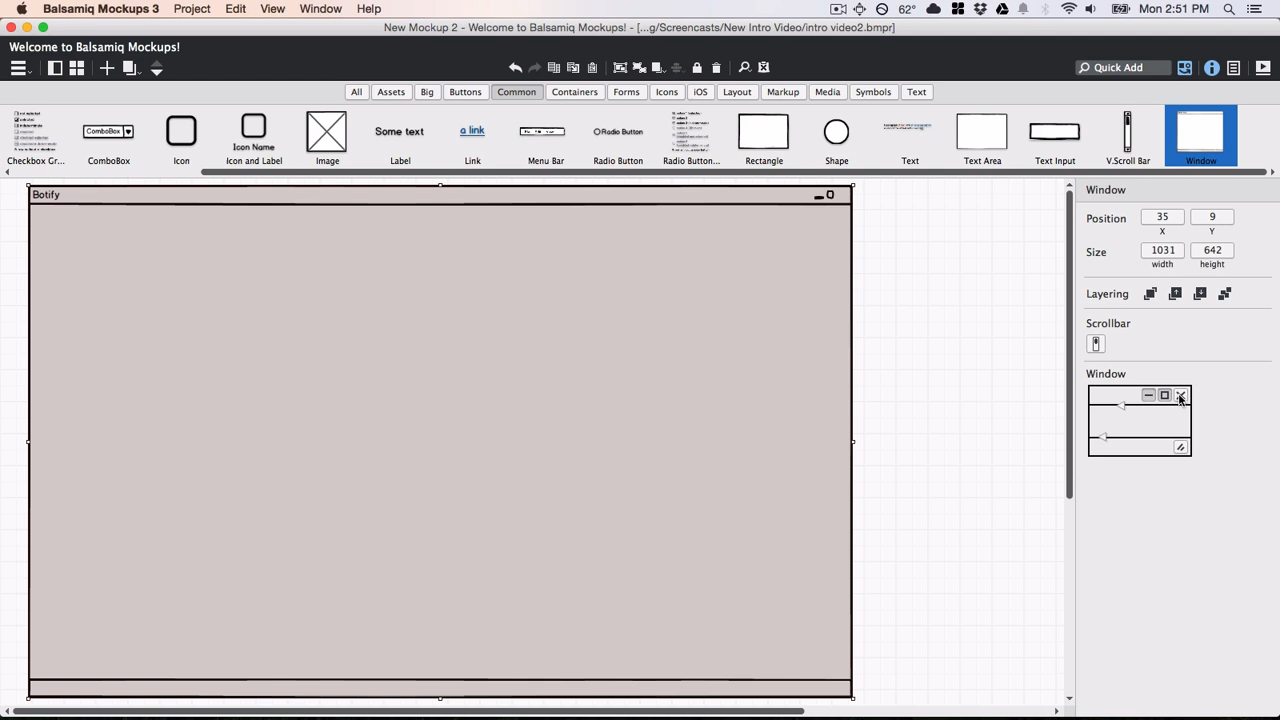 Balsamiq Mockups 3 Project Edit View Window Help 62° Mon 2:51 PM
New Mockup 2 - Welcome to Balsamiq Mockups! - [...g/Screencasts/New Intro Video/intro video2.bmpr]
Welcome to Balsamiq Mockups!
Quick Add
All Assets Big Buttons Common Containers Forms Icons iOS Layout Markup Media Symbols Text
ComboBox Icon Name Some text a link Radio Button
Checkbox Gr... ComboBox Icon Icon and Label Image Label Link Menu Bar Radio Button Radio Button... Rectangle Shape Text Text Area Text Input V.Scroll Bar Window
Botify
Window
Position 35 9
X Y
Size 1031 642
width height
Layering
Scrollbar
Window